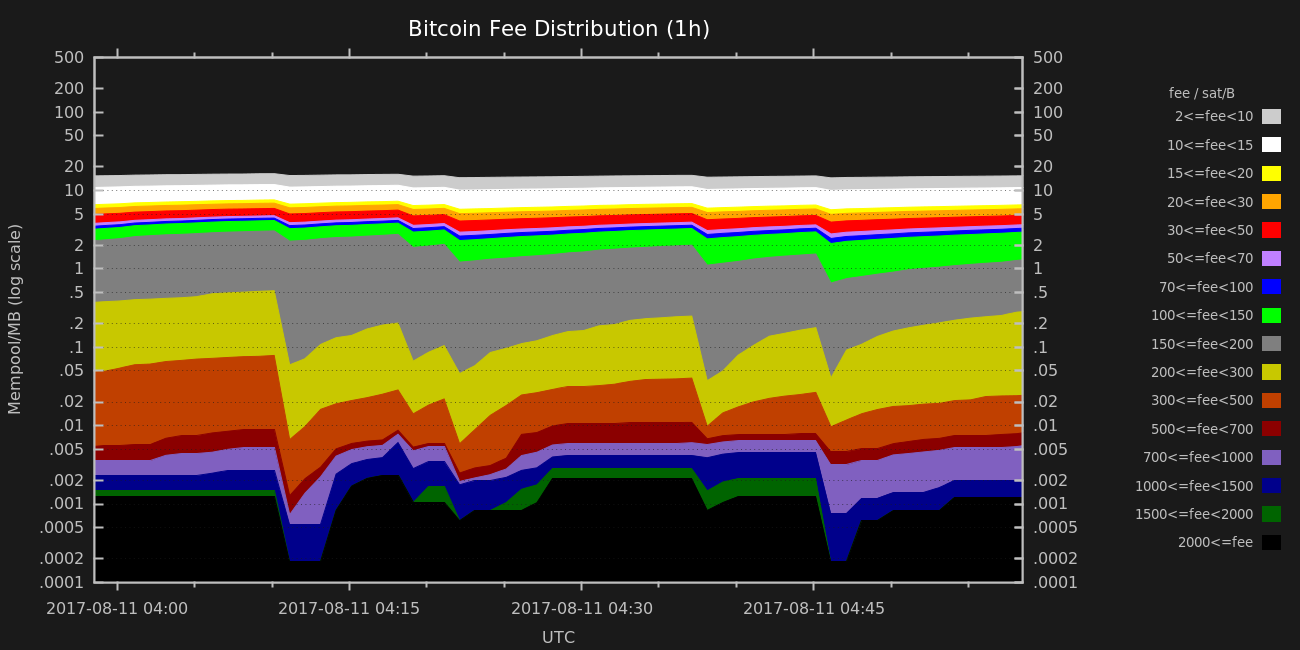 Bitcoin Fee Distribution (1h)
Mempool/MB (log scale)
500
200
100
50
20
10
5
2
1
.5
.2
.1
.05
.02
.01
.005
.002
.001
.0005
.0002
.0001
500
200
100
50
20
10
5
2
1
.5
.2
.1
.05
.02
.01
.005
.002
.001
.0005
.0002
.0001
2017-08-11 04:00 2017-08-11 04:15 2017-08-11 04:30 2017-08-11 04:45
UTC
fee / sat/B
2<=fee<10
10<=fee<15
15<=fee<20
20<=fee<30
30<=fee<50
50<=fee<70
70<=fee<100
100<=fee<150
150<=fee<200
200<=fee<300
300<=fee<500
500<=fee<700
700<=fee<1000
1000<=fee<1500
1500<=fee<2000
2000<=fee